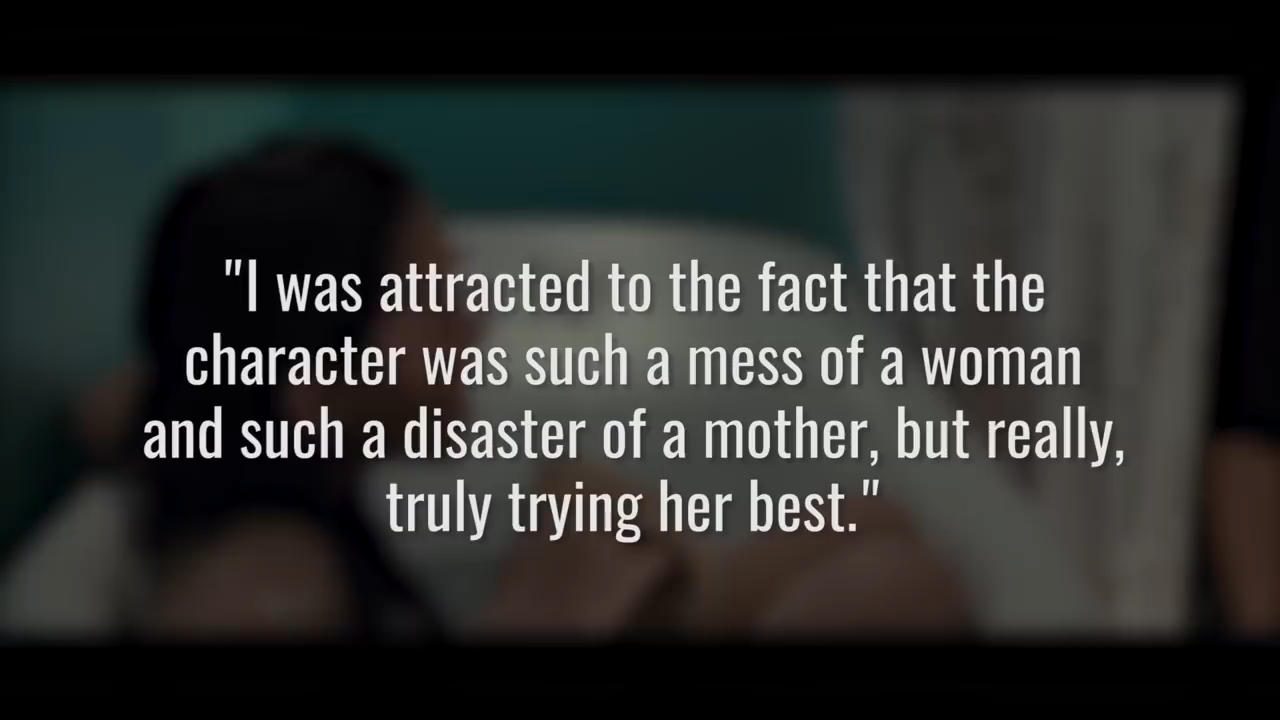 "I was attracted to the fact that the
character was such a mess of a woman
and such a disaster of a mother, but really,
truly trying her best."